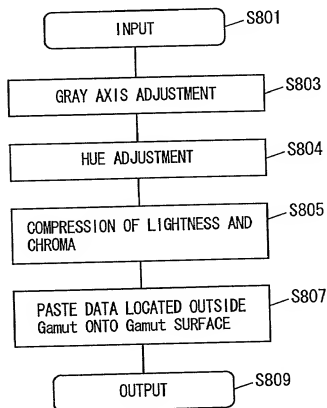 INPUT
S801
GRAY AXIS ADJUSTMENT
S803
HUE ADJUSTMENT
S804
COMPRESSION OF LIGHTNESS AND
CHROMA
S805
PASTE DATA LOCATED OUTSIDE
Gamut ONTO Gamut SURFACE
S807
OUTPUT
S809